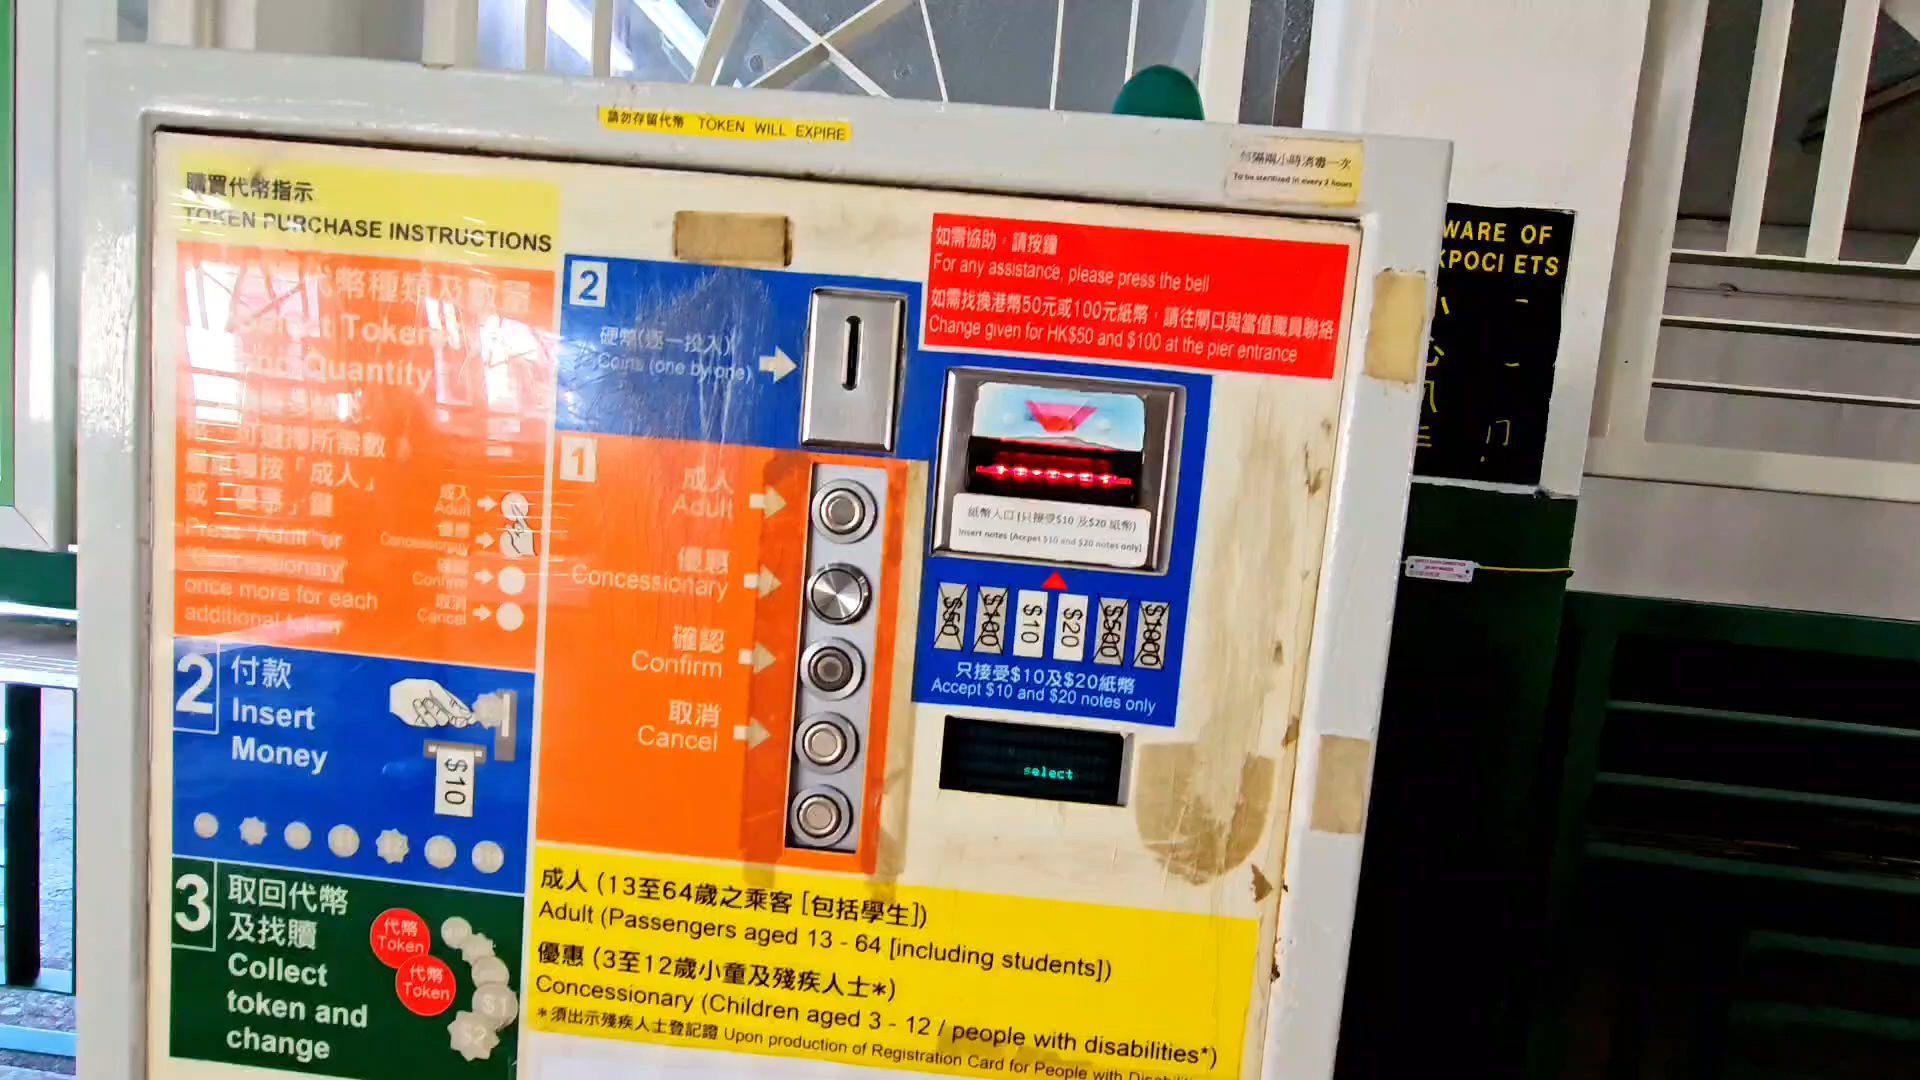 請勿存留代幣 TOKEN WILL EXPIRE
每隔兩小時消毒一次
To be sterilized in every 2 hours
購買代幣指示
TOKEN PURCHASE INSTRUCTIONS
代幣種類及數量
Select Token
and Quantity
可選擇所需數
按「成人」
或「優惠」鍵
Press "Adult" or
"Concessionary"
once more for each
additional token
成人
Adult
優惠
Concessionary
確認
Confirm
取消
Cancel
2
付款
Insert
Money
$10
3
取回代幣
及找贖
Collect
token and
change
代幣
Token
代幣
Token
$1
$2
2
硬幣(逐一投入)
Coins (one by one)
1
成人
Adult
優惠
Concessionary
確認
Confirm
取消
Cancel
如需協助，請按鐘
For any assistance, please press the bell
如需找換港幣50元或100元紙幣，請往閘口與當值職員聯絡
Change given for HK$50 and $100 at the pier entrance
紙幣入口 (只接受$10 及$20 紙幣)
Insert notes (Accpet $10 and $20 notes only)
$50 $100 $10 $20 $500 $1000
只接受$10及$20紙幣
Accept $10 and $20 notes only
select
成人 (13至64歲之乘客 [包括學生])
Adult (Passengers aged 13 - 64 [including students])
優惠 (3至12歲小童及殘疾人士*)
Concessionary (Children aged 3 - 12 / people with disabilities*)
*須出示殘疾人士登記證 Upon production of Registration Card for People with
WARE OF
KPOCI ETS